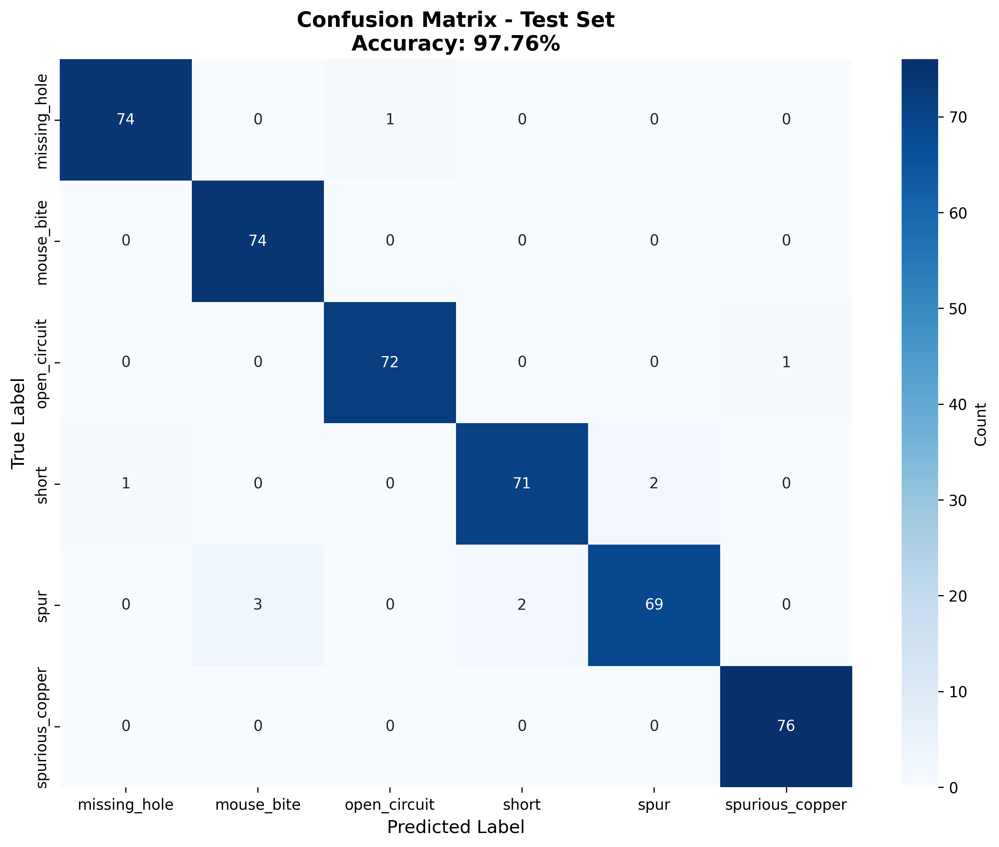 Confusion Matrix - Test Set
Accuracy: 97.76%
True Label
missing_hole
74 0 1 0 0 0
mouse_bite
0 74 0 0 0 0
open_circuit
0 0 72 0 0 1
short
1 0 0 71 2 0
spur
0 3 0 2 69 0
spurious_copper
0 0 0 0 0 76
missing_hole mouse_bite open_circuit short spur spurious_copper
Predicted Label
70
60
50
40
30
20
10
0
Count